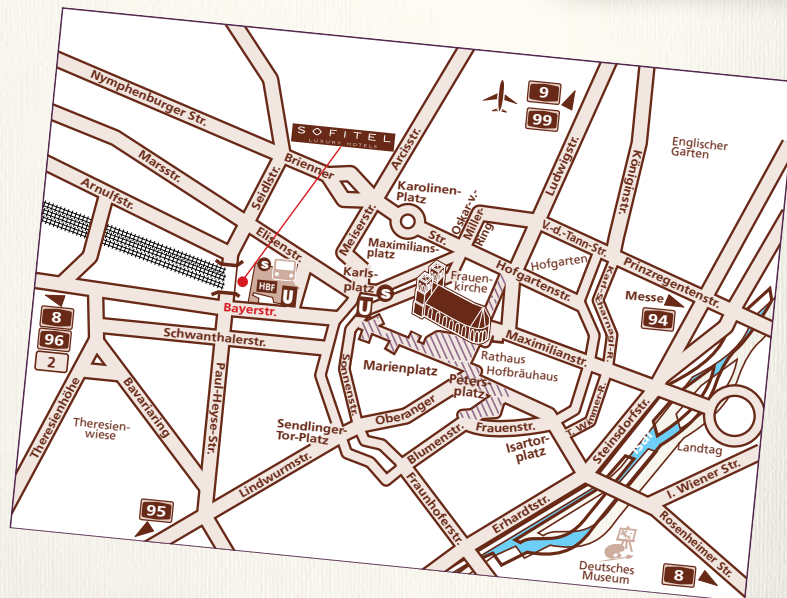 9
99
Nymphenburger Str.
SOFITEL
LUXURY HOTELS
Arcisstr.
Ludwigstr.
Königinstr.
Englischer
Garten
Marsstr.
Brienner
Seidlstr.
Arnulfstr.
Karolinen-
Platz
Oskar-v.-
Miller-
Ring
Meiserstr.
Elisenstr.
Maximilians-
platz
Str.
V.-d.-Tann-Str.
Hofgarten
Prinzregentenstr.
Hofgartenstr.
S
HBF
U
Karls-
platz
U
S
Frauen-
kirche
Karl-Scharnagl-R.
Messe
94
8
96
2
Bayerstr.
Schwanthalerstr.
Maximilianstr.
Rathaus
Hofbräuhaus
Marienplatz
Peters-
platz
Sonnenstr.
Paul-Heyse-Str.
Bavariaring
Theresienhöhe
Theresien-
wiese
Oberanger
Sendlinger-
Tor-Platz
Blumenstr.
Frauenstr.
T.-Wimmer-R.
Steinsdorfstr.
Isar
Isartor-
platz
Landtag
Lindwurmstr.
Fraunhoferstr.
Erhardtstr.
I. Wiener Str.
Rosenheimer Str.
95
Deutsches
Museum
8